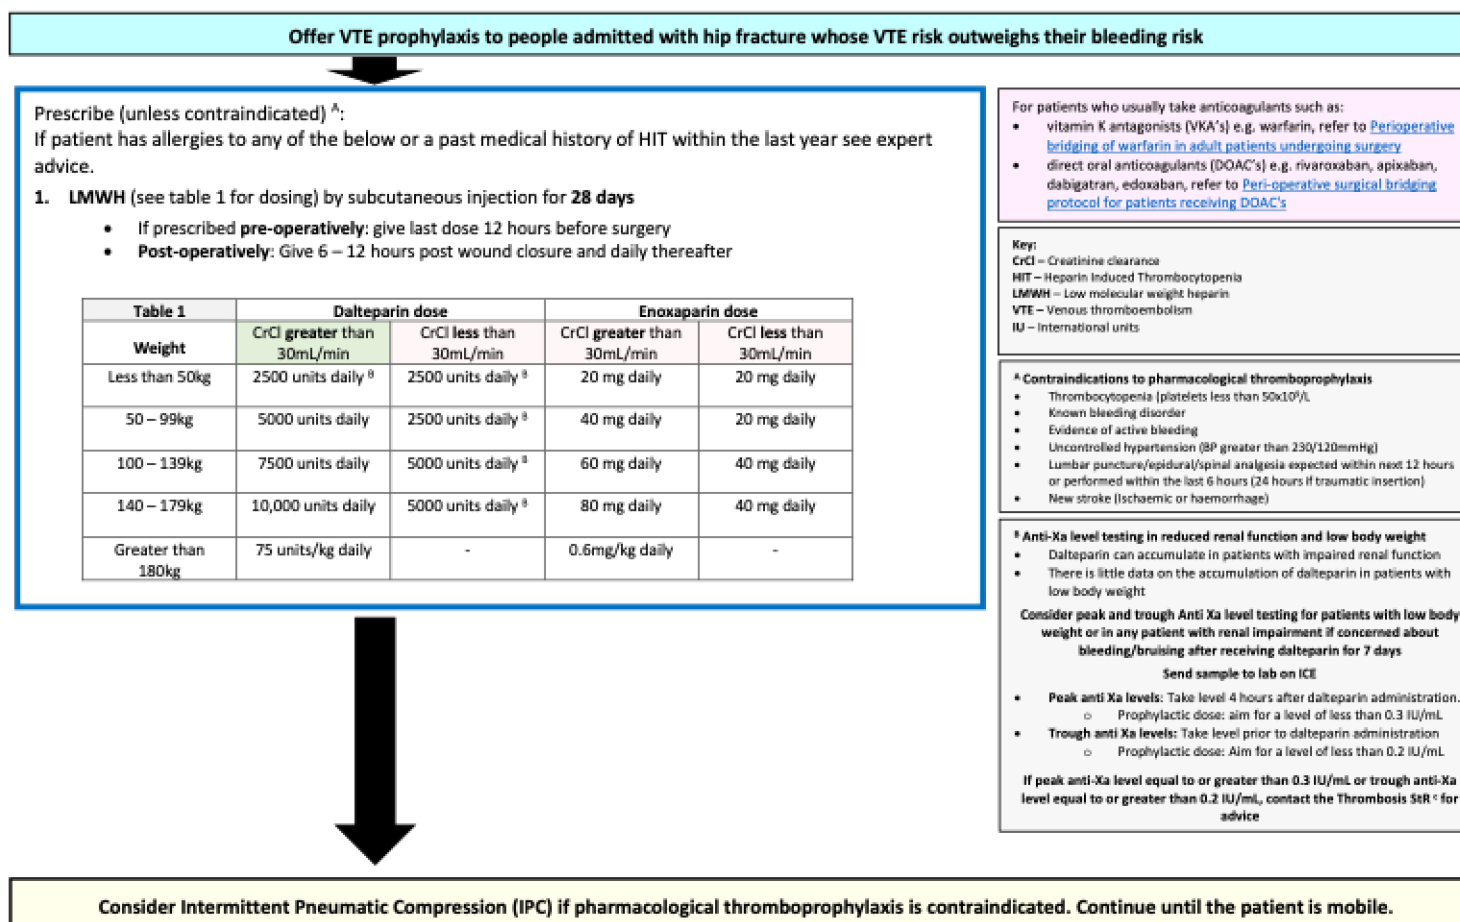 Offer VTE prophylaxis to people admitted with hip fracture whose VTE risk outweighs their bleeding risk
Prescribe (unless contraindicated) A:
If patient has allergies to any of the below or a past medical history of HIT within the last year see expert
advice.
1. LMWH (see table 1 for dosing) by subcutaneous injection for 28 days
• If prescribed pre-operatively: give last dose 12 hours before surgery
• Post-operatively: Give 6 – 12 hours post wound closure and daily thereafter
Table 1 Dalteparin dose Enoxaparin dose
Weight CrCl greater than 30mL/min CrCl less than 30mL/min CrCl greater than 30mL/min CrCl less than 30mL/min
Less than 50kg 2500 units daily B 2500 units daily B 20 mg daily 20 mg daily
50 – 99kg 5000 units daily 2500 units daily B 40 mg daily 20 mg daily
100 – 139kg 7500 units daily 5000 units daily B 60 mg daily 40 mg daily
140 – 179kg 10,000 units daily 5000 units daily B 80 mg daily 40 mg daily
Greater than 180kg 75 units/kg daily - 0.6mg/kg daily -
For patients who usually take anticoagulants such as:
• vitamin K antagonists (VKA's) e.g. warfarin, refer to Perioperative
bridging of warfarin in adult patients undergoing surgery
• direct oral anticoagulants (DOAC's) e.g. rivaroxaban, apixaban,
dabigatran, edoxaban, refer to Peri-operative surgical bridging
protocol for patients receiving DOAC's
Key:
CrCl – Creatinine clearance
HIT – Heparin Induced Thrombocytopenia
LMWH – Low molecular weight heparin
VTE – Venous thromboembolism
IU – International units
A Contraindications to pharmacological thromboprophylaxis
• Thrombocytopenia (platelets less than 50x10⁹/L
• Known bleeding disorder
• Evidence of active bleeding
• Uncontrolled hypertension (BP greater than 230/120mmHg)
• Lumbar puncture/epidural/spinal analgesia expected within next 12 hours
or performed within the last 6 hours (24 hours if traumatic insertion)
• New stroke (Ischaemic or haemorrhage)
B Anti-Xa level testing in reduced renal function and low body weight
• Dalteparin can accumulate in patients with impaired renal function
• There is little data on the accumulation of dalteparin in patients with
low body weight
Consider peak and trough Anti Xa level testing for patients with low body
weight or in any patient with renal impairment if concerned about
bleeding/bruising after receiving dalteparin for 7 days
Send sample to lab on ICE
• Peak anti Xa levels: Take level 4 hours after dalteparin administration.
o Prophylactic dose: aim for a level of less than 0.3 IU/mL
• Trough anti Xa levels: Take level prior to dalteparin administration
o Prophylactic dose: Aim for a level of less than 0.2 IU/mL
If peak anti-Xa level equal to or greater than 0.3 IU/mL or trough anti-Xa
level equal to or greater than 0.2 IU/mL, contact the Thrombosis StR c for
advice
Consider Intermittent Pneumatic Compression (IPC) if pharmacological thromboprophylaxis is contraindicated. Continue until the patient is mobile.